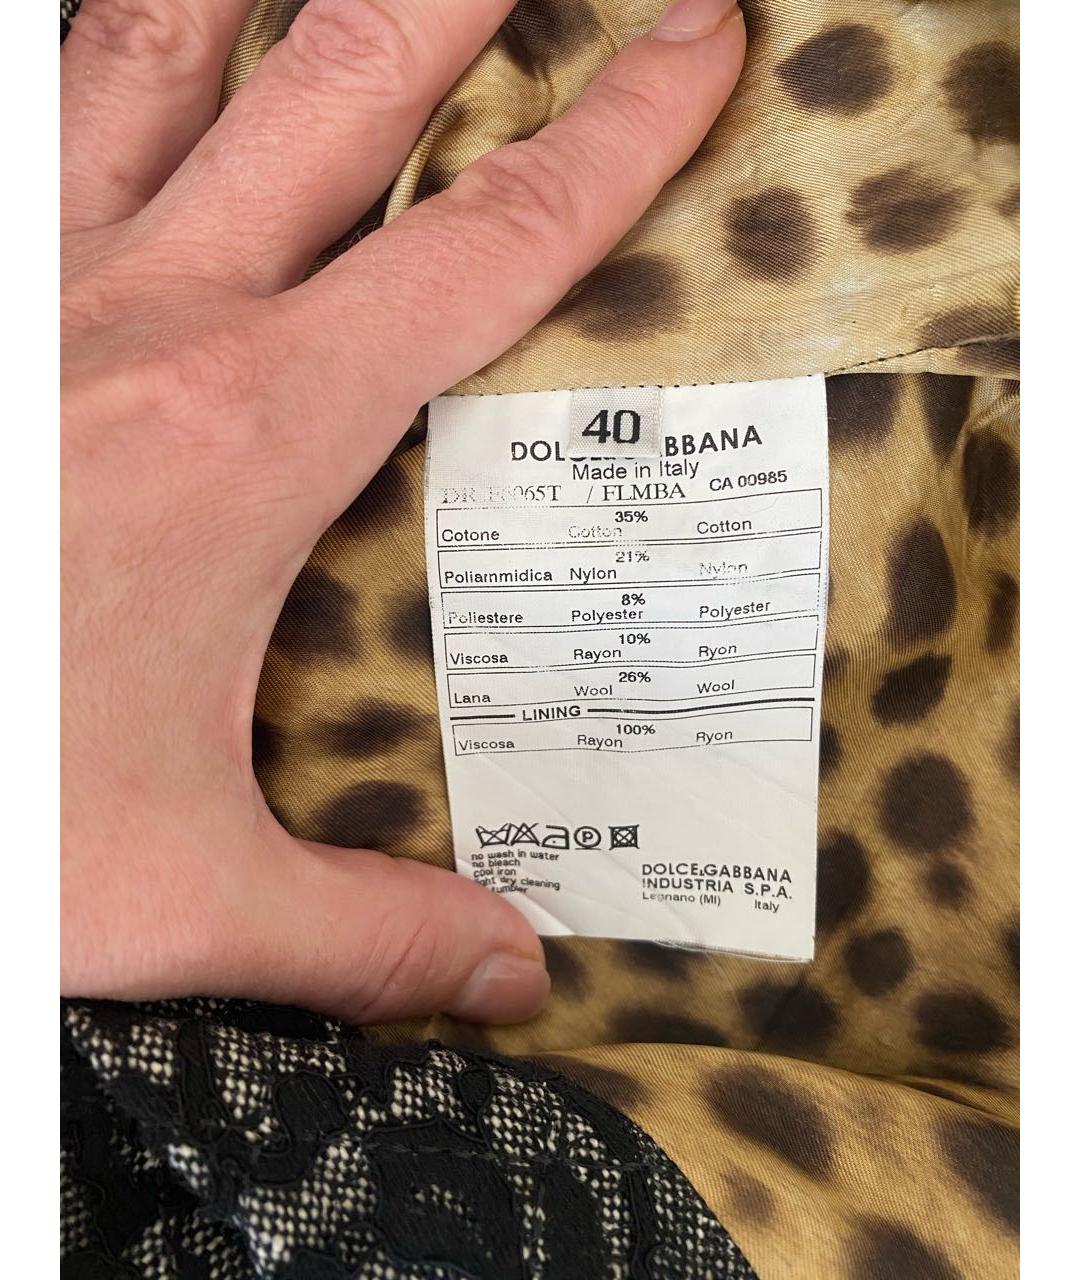 40
DOLCE&GABBANA
Made in Italy
/ FLMBA CA 00985
35%
Cotone Cotton Cotton
21%
Poliammidica Nylon Nylon
8%
Poliestere Polyester Polyester
10%
Viscosa Rayon Ryon
26%
Lana Wool Wool
LINING
100%
Viscosa Rayon Ryon
P
no wash in water
no bleach
cool iron
dry cleaning
tumbler
DOLCE&GABBANA
INDUSTRIA S.P.A.
Legnano (MI) Italy